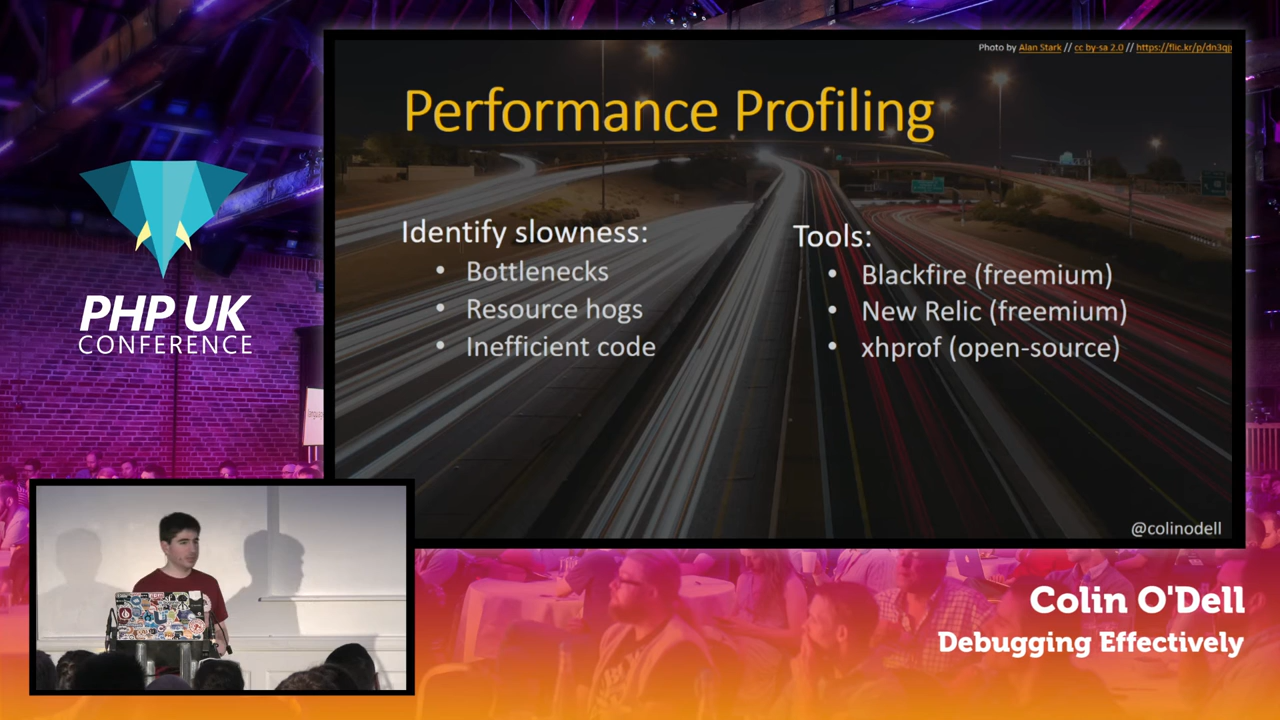 Photo by Alan Stark // cc by-sa 2.0 // https://flic.kr/p/dn3qj
Performance Profiling
Identify slowness:
• Bottlenecks
• Resource hogs
• Inefficient code
Tools:
• Blackfire (freemium)
• New Relic (freemium)
• xhprof (open-source)
@colinodell
PHP UK
CONFERENCE
Colin O'Dell
Debugging Effectively